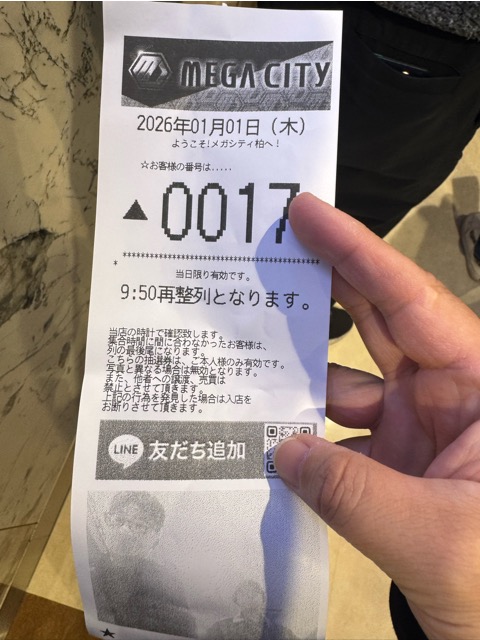 MEGA CITY
2026年01月01日（木）
ようこそ!メガシティ柏へ!
☆お客様の番号は.....
▲0017
*****************************************
*
当日限り有効です。
9:50再整列となります。
当店の時計で確認致します。
集合時間に間に合わなかったお客様は、
列の最後尾になります。
こちらの抽選券は、ご本人様のみ有効です。
写真と異なる場合は無効となります。
また、他者への譲渡、売買は
禁止とさせて頂きます。
上記の行為を発見した場合は入店を
お断りさせて頂きます。
LINE 友だち追加
★